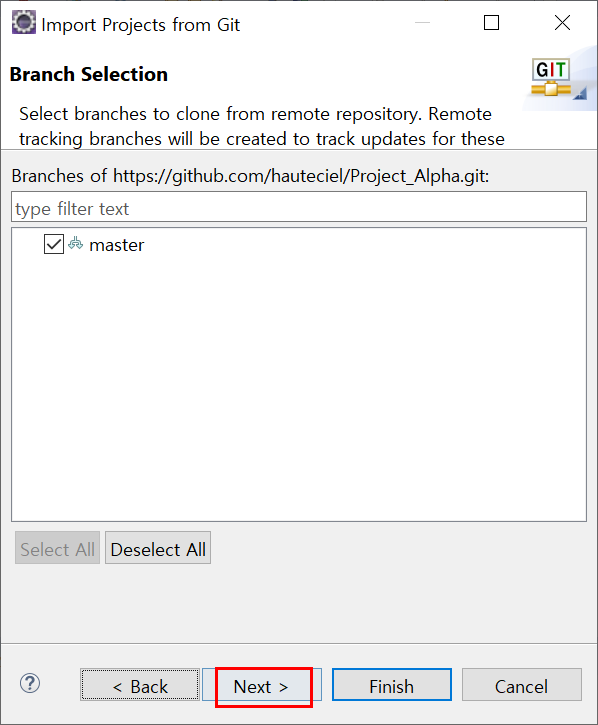 Import Projects from Git
Branch Selection
GIT
Select branches to clone from remote repository. Remote
tracking branches will be created to track updates for these
Branches of https://github.com/hauteciel/Project_Alpha.git:
type filter text
master
Select All
Deselect All
?
< Back
Next >
Finish
Cancel